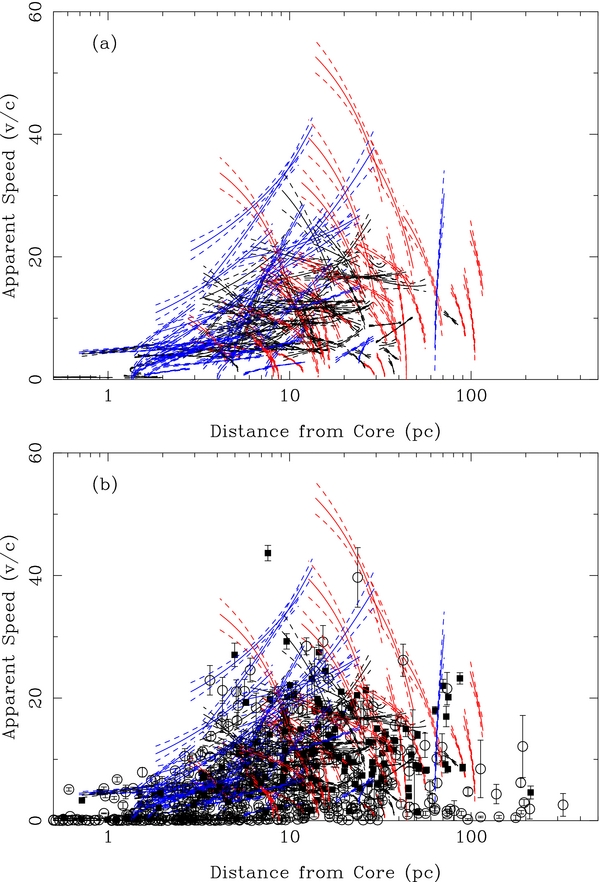 60
(a)
40
Apparent Speed (v/c)
20
0
1 10 100
Distance from Core (pc)
60
(b)
40
Apparent Speed (v/c)
20
0
1 10 100
Distance from Core (pc)